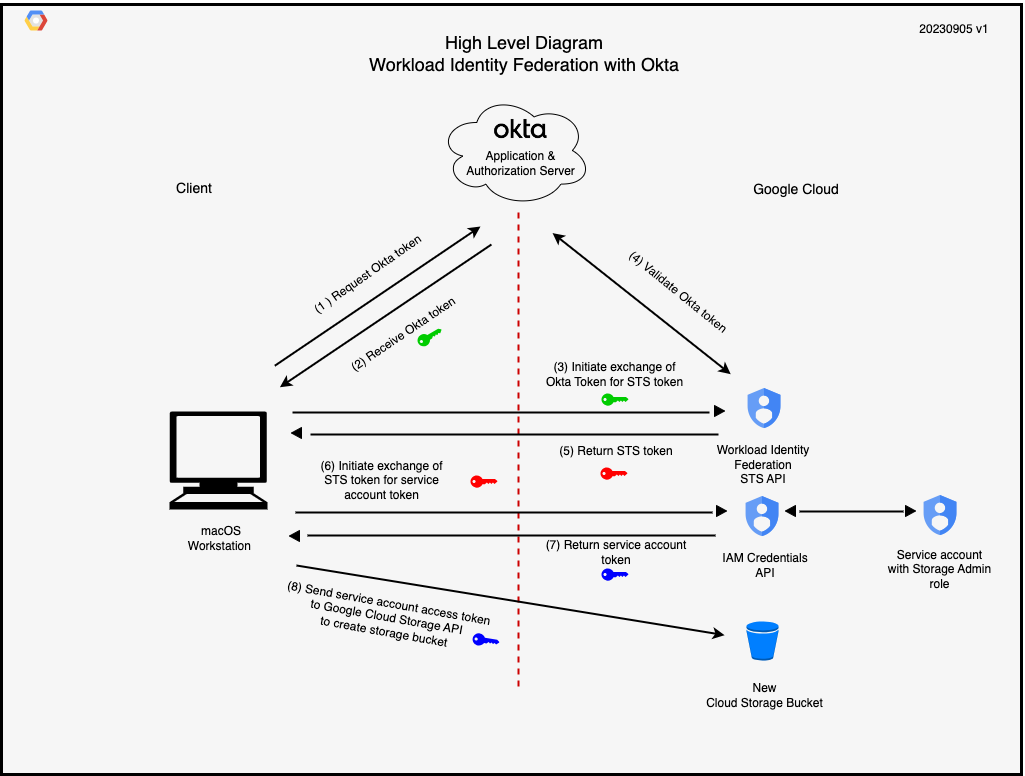 20230905 v1
High Level Diagram
Workload Identity Federation with Okta
okta
Application &
Authorization Server
Client
Google Cloud
(1 ) Request Okta token
(2) Receive Okta token
(4) Validate Okta token
(3) Initiate exchange of
Okta Token for STS token
(5) Return STS token
Workload Identity
Federation
STS API
(6) Initiate exchange of
STS token for service
account token
macOS
Workstation
(7) Return service account
token
IAM Credentials
API
Service account
with Storage Admin
role
(8) Send service account access token
to Google Cloud Storage API
to create storage bucket
New
Cloud Storage Bucket